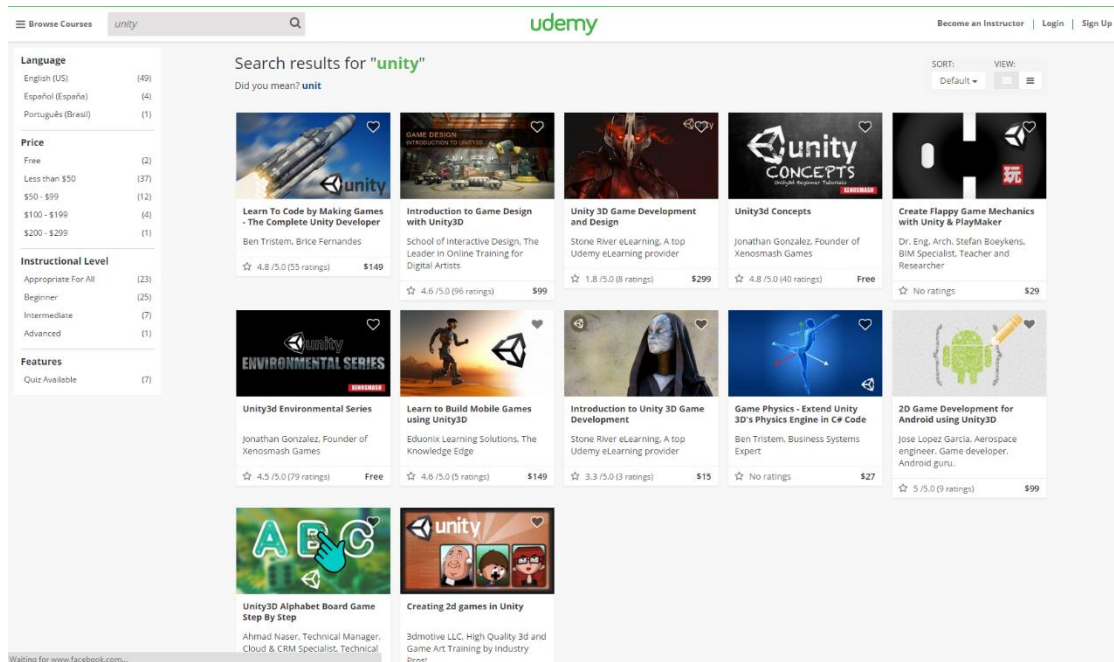 Browse Courses
unity
udemy
Become an Instructor | Login | Sign Up
Language
English (US) (49)
Español (España) (4)
Português (Brasil) (1)
Price
Free (2)
Less than $50 (37)
$50 - $99 (12)
$100 - $199 (4)
$200 - $299 (1)
Instructional Level
Appropriate For All (23)
Beginner (25)
Intermediate (7)
Advanced (1)
Features
Quiz Available (7)
Search results for "unity"
Did you mean? unit
SORT: VIEW:
Default
unity
Learn To Code by Making Games
- The Complete Unity Developer
Ben Tristem, Brice Fernandes
4.8 /5.0 (55 ratings) $149
GAME DESIGN
INTRODUCTION TO UNITY3D
Introduction to Game Design
with Unity3D
School of Interactive Design, The
Leader in Online Training for
Digital Artists
4.6 /5.0 (96 ratings) $99
Unity 3D Game Development
and Design
Stone River eLearning, A top
Udemy eLearning provider
1.8 /5.0 (8 ratings) $299
unity
CONCEPTS
Unity3d Beginner Tutorials
XENOSMASH
Unity3d Concepts
Jonathan Gonzalez, Founder of
Xenosmash Games
4.8 /5.0 (40 ratings) Free
玩
Create Flappy Game Mechanics
with Unity & PlayMaker
Dr. Eng. Arch. Stefan Boeykens,
BIM Specialist, Teacher and
Researcher
No ratings $29
unity
ENVIRONMENTAL SERIES
XENOSMASH
Unity3d Environmental Series
Jonathan Gonzalez, Founder of
Xenosmash Games
4.5 /5.0 (79 ratings) Free
Learn to Build Mobile Games
using Unity3D
Eduonix Learning Solutions, The
Knowledge Edge
4.6 /5.0 (5 ratings) $149
Introduction to Unity 3D Game
Development
Stone River eLearning, A top
Udemy eLearning provider
3.3 /5.0 (3 ratings) $15
Game Physics - Extend Unity
3D's Physics Engine in C# Code
Ben Tristem, Business Systems
Expert
No ratings $27
2D Game Development for
Android using Unity3D
Jose Lopez Garcia, Aerospace
engineer. Game developer.
Android guru.
5 /5.0 (9 ratings) $99
ABC
Unity3D Alphabet Board Game
Step By Step
Ahmad Naser, Technical Manager,
Cloud & CRM Specialist, Technical
unity
Creating 2d games in Unity
3dmotive LLC, High Quality 3d and
Game Art Training by Industry
Pros!
Waiting for www.facebook.com...